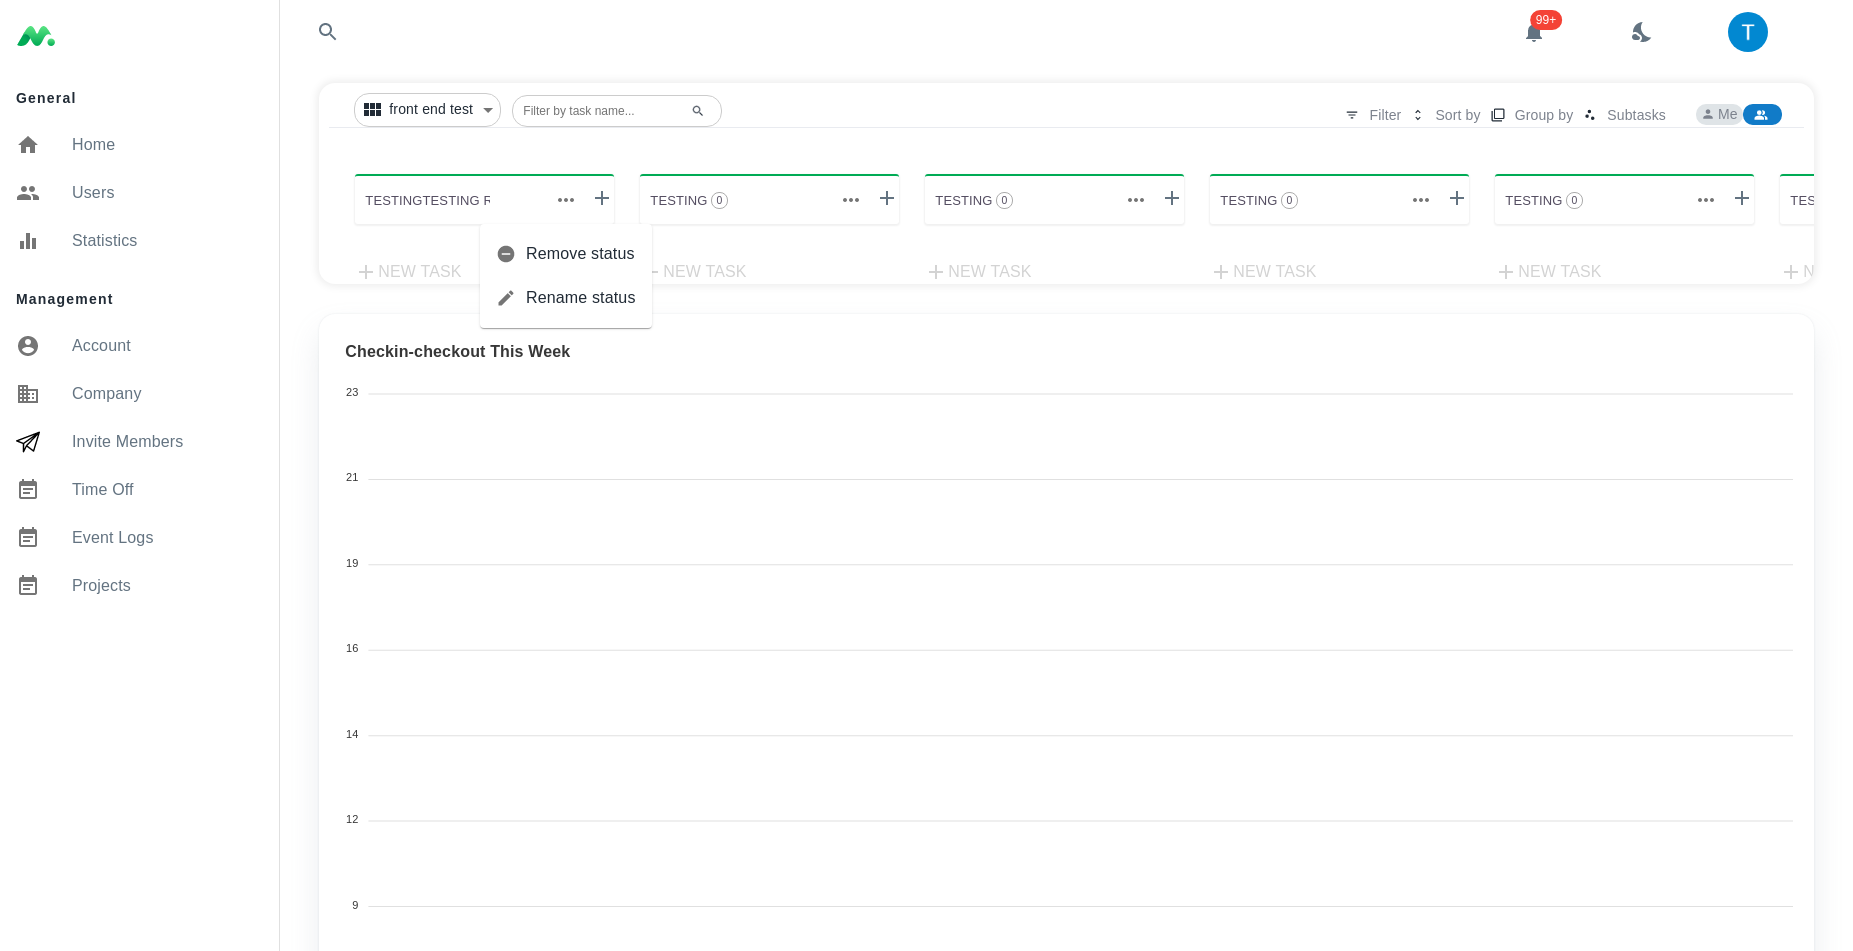 99+
T
General
Home
Users
Statistics
Management
Account
Company
Invite Members
Time Off
Event Logs
Projects
front end test
Filter by task name...
Filter
Sort by
Group by
Subtasks
Me
TESTINGTESTING
TESTING 0
TESTING 0
TESTING 0
TESTING 0
TES
Remove status
Rename status
NEW TASK
NEW TASK
NEW TASK
NEW TASK
NEW TASK
N
Checkin-checkout This Week
23
21
19
16
14
12
9